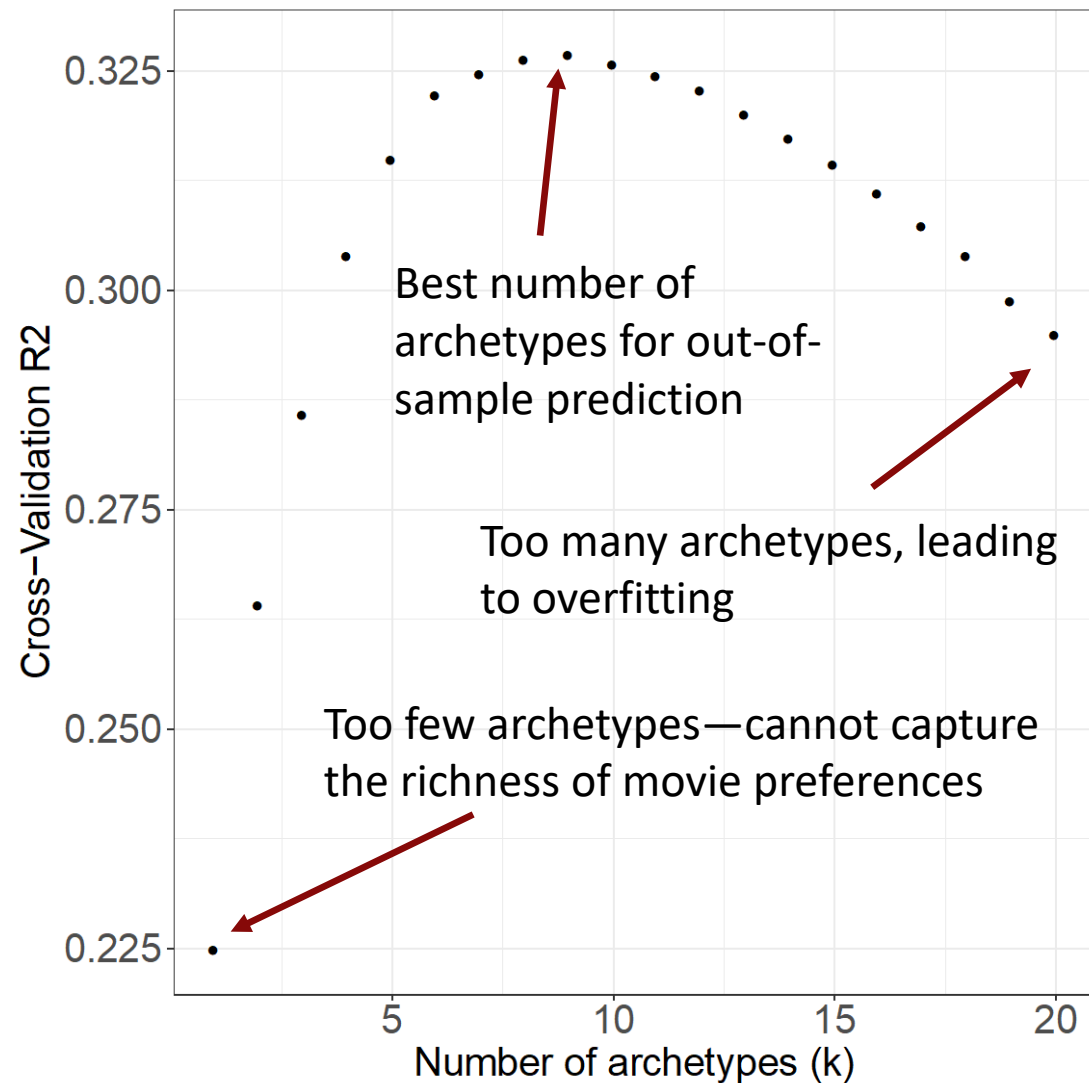 0.325
0.300
0.275
0.250
0.225
Cross−Validation R2
Best number of
archetypes for out-of-
sample prediction
Too many archetypes, leading
to overfitting
Too few archetypes—cannot capture
the richness of movie preferences
5
10
15
20
Number of archetypes (k)